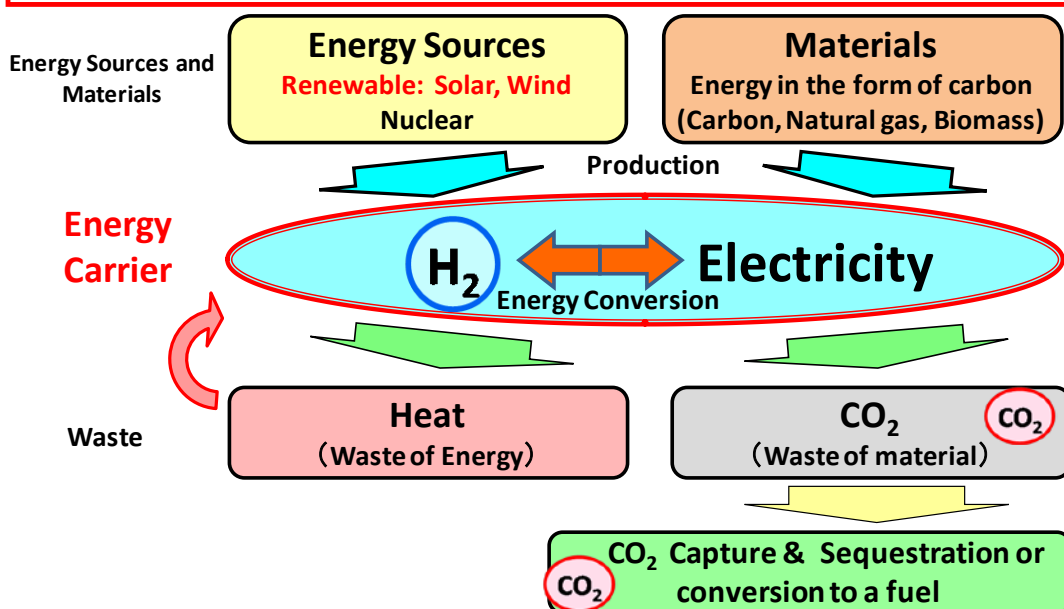 Energy Sources and
Materials
Energy Sources
Renewable: Solar, Wind
Nuclear
Materials
Energy in the form of carbon
(Carbon, Natural gas, Biomass)
Production
Energy
Carrier
H₂
Electricity
Energy Conversion
Waste
Heat
（Waste of Energy）
CO₂
（Waste of material）
CO₂
CO₂ Capture & Sequestration or
conversion to a fuel
CO₂